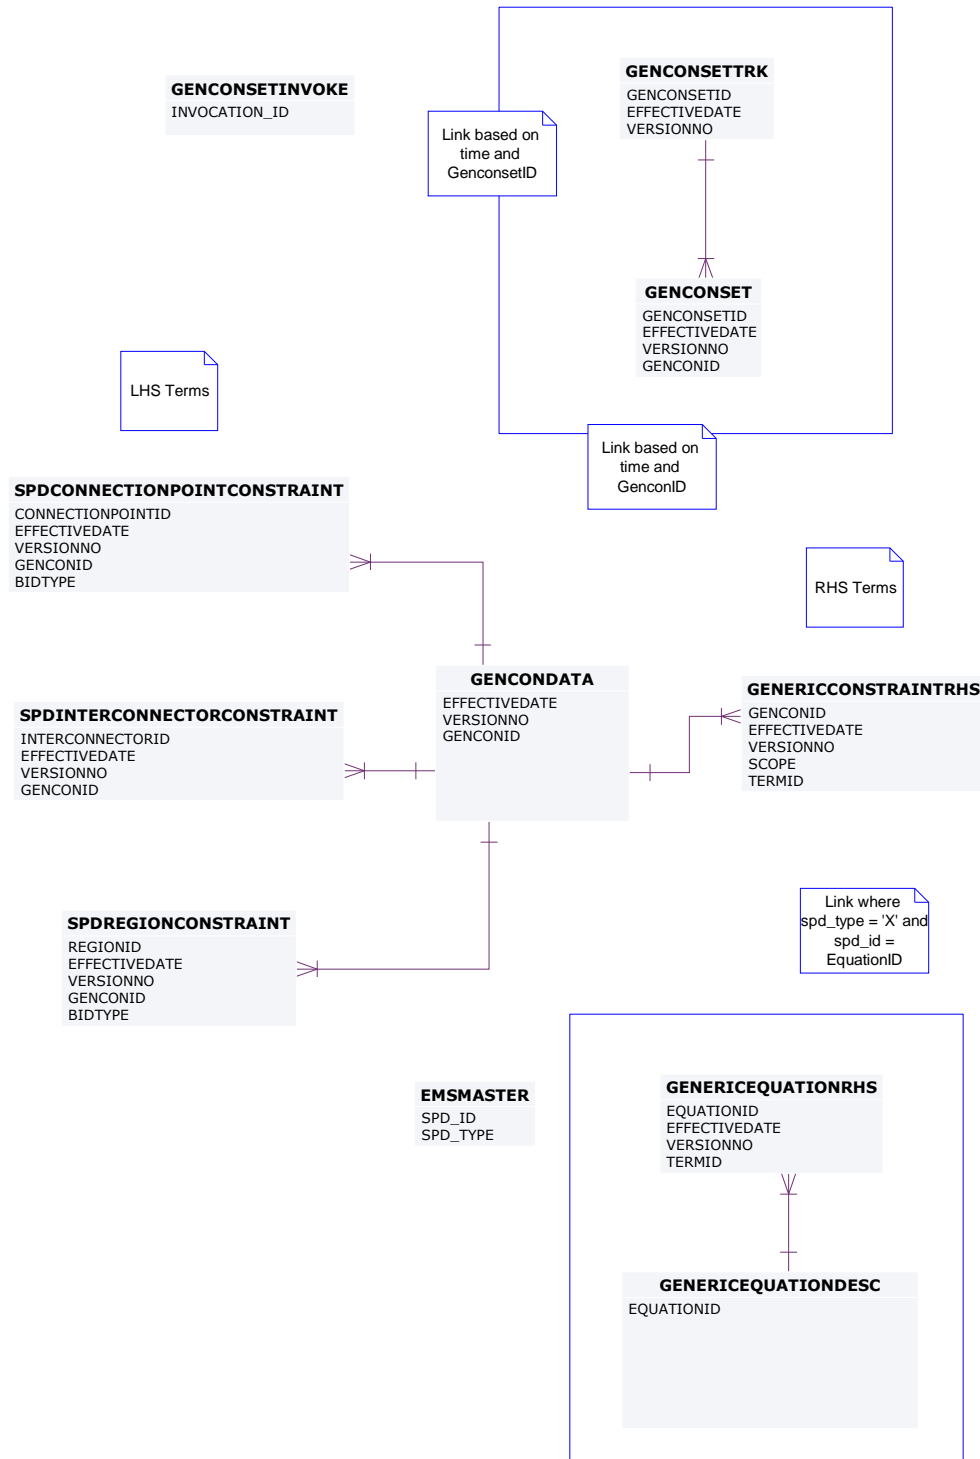 GENCONSETINVOKE
INVOCATION_ID
GENCONSETTRK
GENCONSETID
EFFECTIVEDATE
VERSIONNO
Link based on
time and
GenconsetID
GENCONSET
GENCONSETID
EFFECTIVEDATE
VERSIONNO
GENCONID
LHS Terms
Link based on
time and
GenconID
SPDCONNECTIONPOINTCONSTRAINT
CONNECTIONPOINTID
EFFECTIVEDATE
VERSIONNO
GENCONID
BIDTYPE
RHS Terms
GENCONDATA
EFFECTIVEDATE
VERSIONNO
GENCONID
GENERICCONSTRAINTRHS
GENCONID
EFFECTIVEDATE
VERSIONNO
SCOPE
TERMID
SPDINTERCONNECTORCONSTRAINT
INTERCONNECTORID
EFFECTIVEDATE
VERSIONNO
GENCONID
SPDREGIONCONSTRAINT
REGIONID
EFFECTIVEDATE
VERSIONNO
GENCONID
BIDTYPE
Link where
spd_type = 'X' and
spd_id =
EquationID
EMSMASTER
SPD_ID
SPD_TYPE
GENERICEQUATIONRHS
EQUATIONID
EFFECTIVEDATE
VERSIONNO
TERMID
GENERICEQUATIONDESC
EQUATIONID